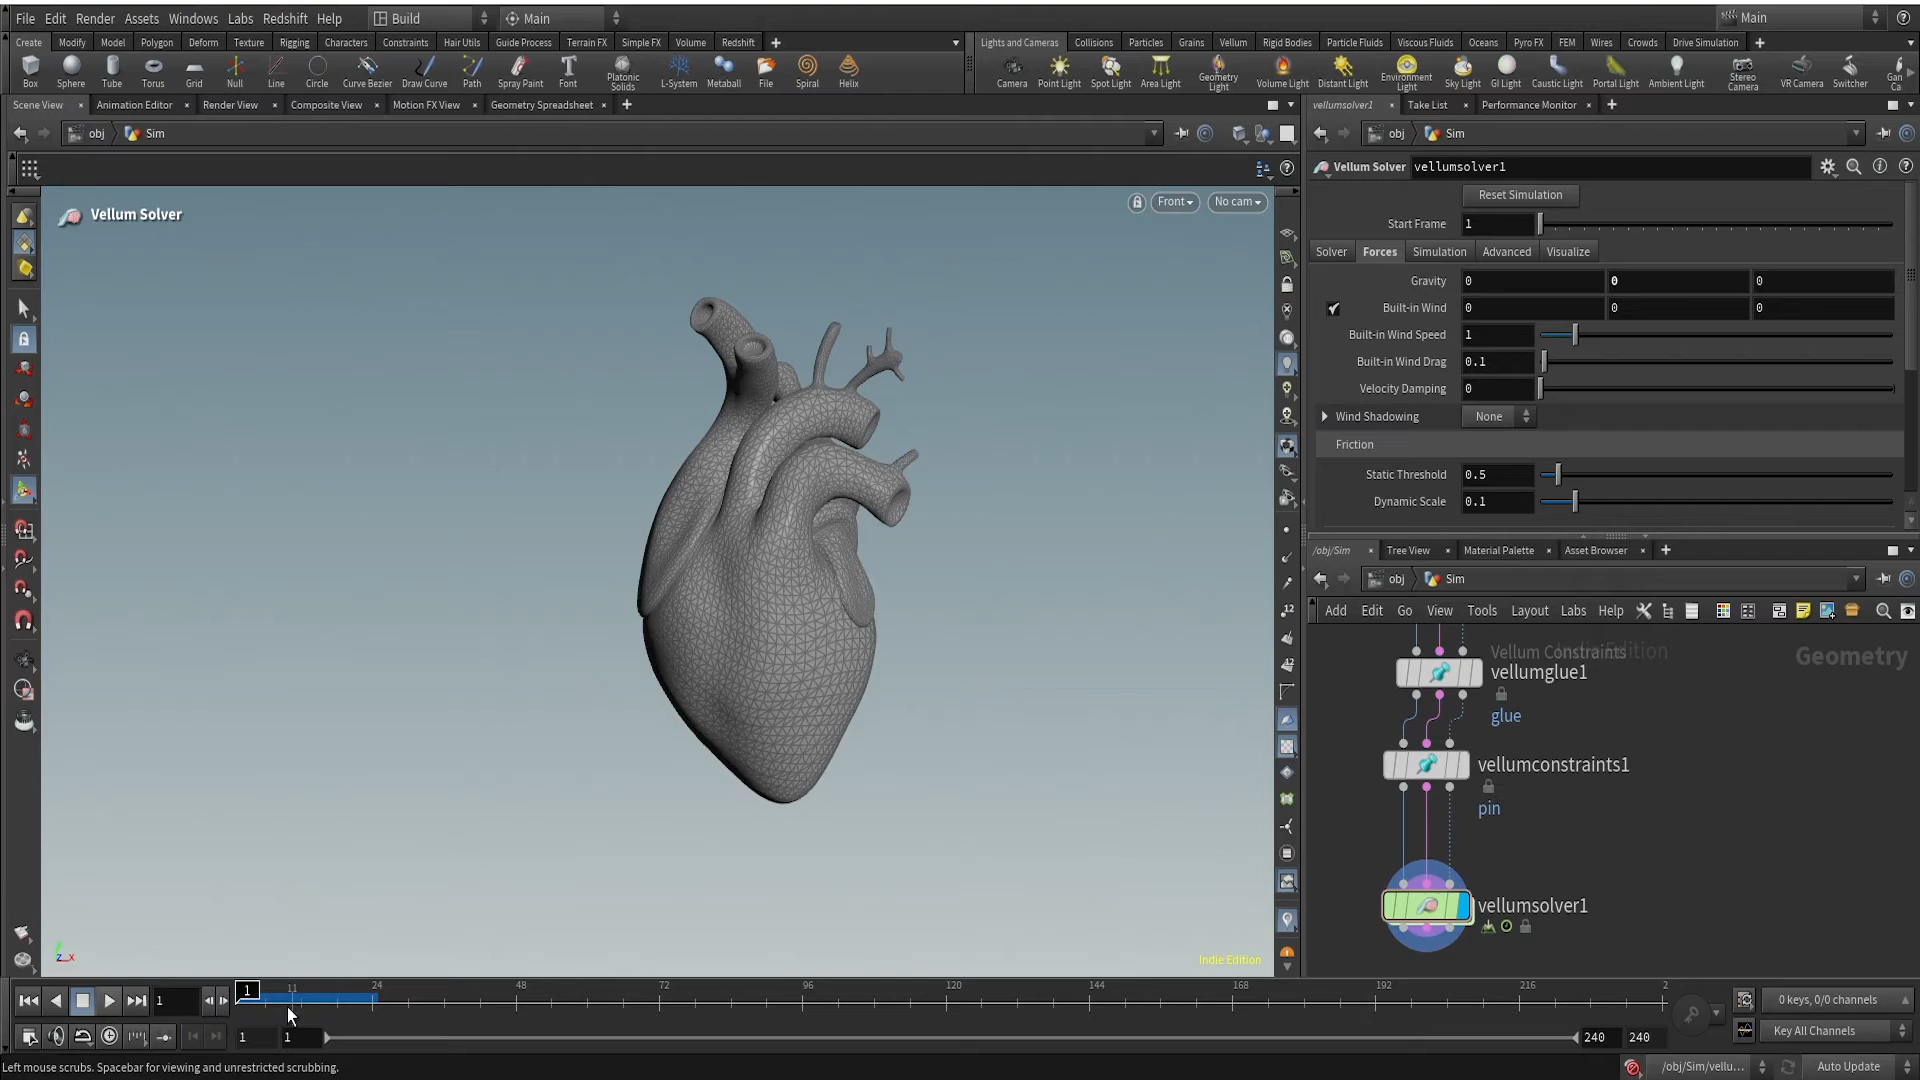 File Edit Render Assets Windows Labs Redshift Help Build Main Main
Create Modify Model Polygon Deform Texture Rigging Characters Constraints Hair Utils Guide Process Terrain FX Simple FX Volume Redshift
Lights and Cameras Collisions Particles Grains Vellum Rigid Bodies Particle Fluids Viscous Fluids Oceans Pyro FX FEM Wires Crowds Drive Simulation
Box Sphere Tube Torus Grid Null Line Circle Curve Bezier Draw Curve Path Spray Paint Font Platonic Solids L-System Metaball File Spiral Helix
Camera Point Light Spot Light Area Light Geometry Light Volume Light Distant Light Environment Light Sky Light GI Light Caustic Light Portal Light Ambient Light Stereo Camera VR Camera Switcher Gan Ca
Scene View Animation Editor Render View Composite View Motion FX View Geometry Spreadsheet
vellumsolver1 Take List Performance Monitor
obj Sim
obj Sim
Vellum Solver vellumsolver1
Vellum Solver
Front No cam
Reset Simulation
Start Frame 1
Solver Forces Simulation Advanced Visualize
Gravity 0 0 0
Built-in Wind 0 0 0
Built-in Wind Speed 1
Built-in Wind Drag 0.1
Velocity Damping 0
Wind Shadowing None
Friction
Static Threshold 0.5
Dynamic Scale 0.1
/obj/Sim Tree View Material Palette Asset Browser
obj Sim
Add Edit Go View Tools Layout Labs Help
Vellum Constraints
Geometry
vellumglue1
glue
vellumconstraints1
pin
vellumsolver1
z x
Indie Edition
1 1 11 24 48 72 96 120 144 168 192 216 2
0 keys, 0/0 channels
1 1 240 240
Key All Channels
Left mouse scrubs. Spacebar for viewing and unrestricted scrubbing.
/obj/Sim/vellu... Auto Update